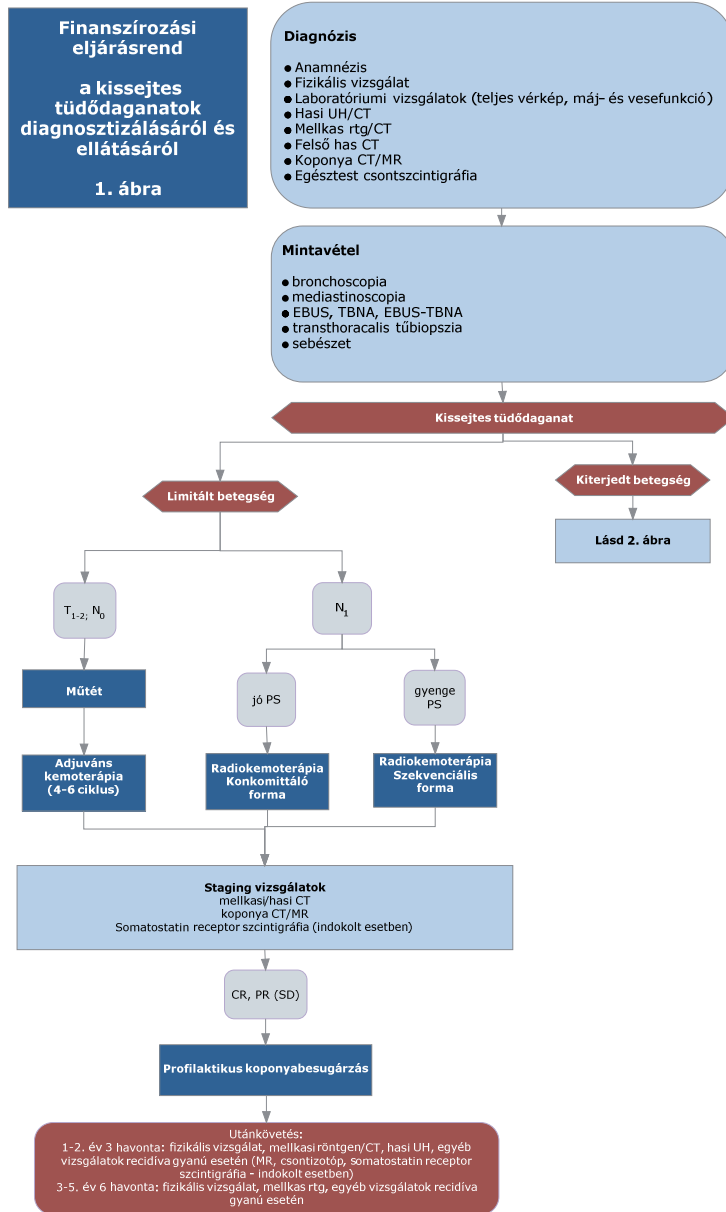 Finanszírozási
eljárásrend
a kissejtes
tüdődaganatok
diagnosztizálásáról és
ellátásáról
1. ábra
Diagnózis
● Anamnézis
● Fizikális vizsgálat
● Laboratóriumi vizsgálatok (teljes vérkép, máj- és vesefunkció)
● Hasi UH/CT
● Mellkas rtg/CT
● Felső has CT
● Koponya CT/MR
● Egésztest csontszcintigráfia
Mintavétel
● bronchoscopia
● mediastinoscopia
● EBUS, TBNA, EBUS-TBNA
● transthoracalis tűbiopszia
● sebészet
Kissejtes tüdődaganat
Limitált betegség
Kiterjedt betegség
Lásd 2. ábra
T1-2; N0
N1
Műtét
jó PS
gyenge
PS
Adjuváns
kemoterápia
(4-6 ciklus)
Radiokemoterápia
Konkomittáló
forma
Radiokemoterápia
Szekvenciális
forma
Staging vizsgálatok
mellkasi/hasi CT
koponya CT/MR
Somatostatin receptor szcintigráfia (indokolt esetben)
CR, PR (SD)
Profilaktikus koponyabesugárzás
Utánkövetés:
1-2. év 3 havonta: fizikális vizsgálat, mellkasi röntgen/CT, hasi UH, egyéb
vizsgálatok recidíva gyanú esetén (MR, csontizotóp, somatostatin receptor
szcintigráfia - indokolt esetben)
3-5. év 6 havonta: fizikális vizsgálat, mellkas rtg, egyéb vizsgálatok recidíva
gyanú esetén